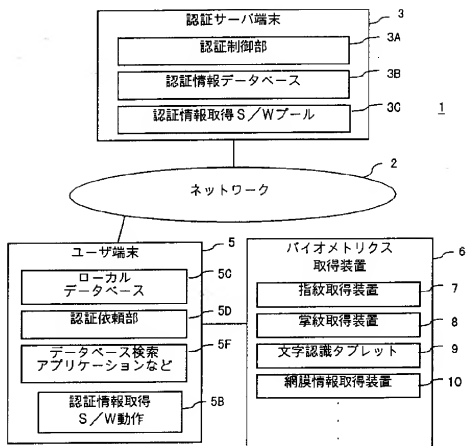 認証サーバ端末
3
認証制御部
3A
認証情報データベース
3B
認証情報取得S/Wプール
3C
1
2
ネットワーク
ユーザ端末
5
ローカル
データベース
5C
認証依頼部
5D
データベース検索
アプリケーションなど
5F
認証情報取得
S/W動作
5B
バイオメトリクス
取得装置
6
指紋取得装置
7
掌紋取得装置
8
文字認識タブレット
9
網膜情報取得装置
10